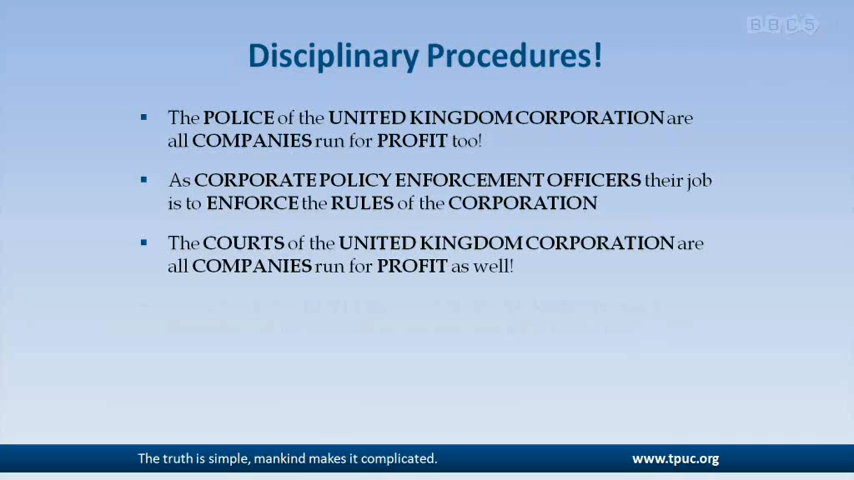 BBC5
Disciplinary Procedures!
▪ The POLICE of the UNITED KINGDOM CORPORATION are
all COMPANIES run for PROFIT too!
▪ As CORPORATE POLICY ENFORCEMENT OFFICERS their job
is to ENFORCE the RULES of the CORPORATION
▪ The COURTS of the UNITED KINGDOM CORPORATION are
all COMPANIES run for PROFIT as well!
The truth is simple, mankind makes it complicated.
www.tpuc.org